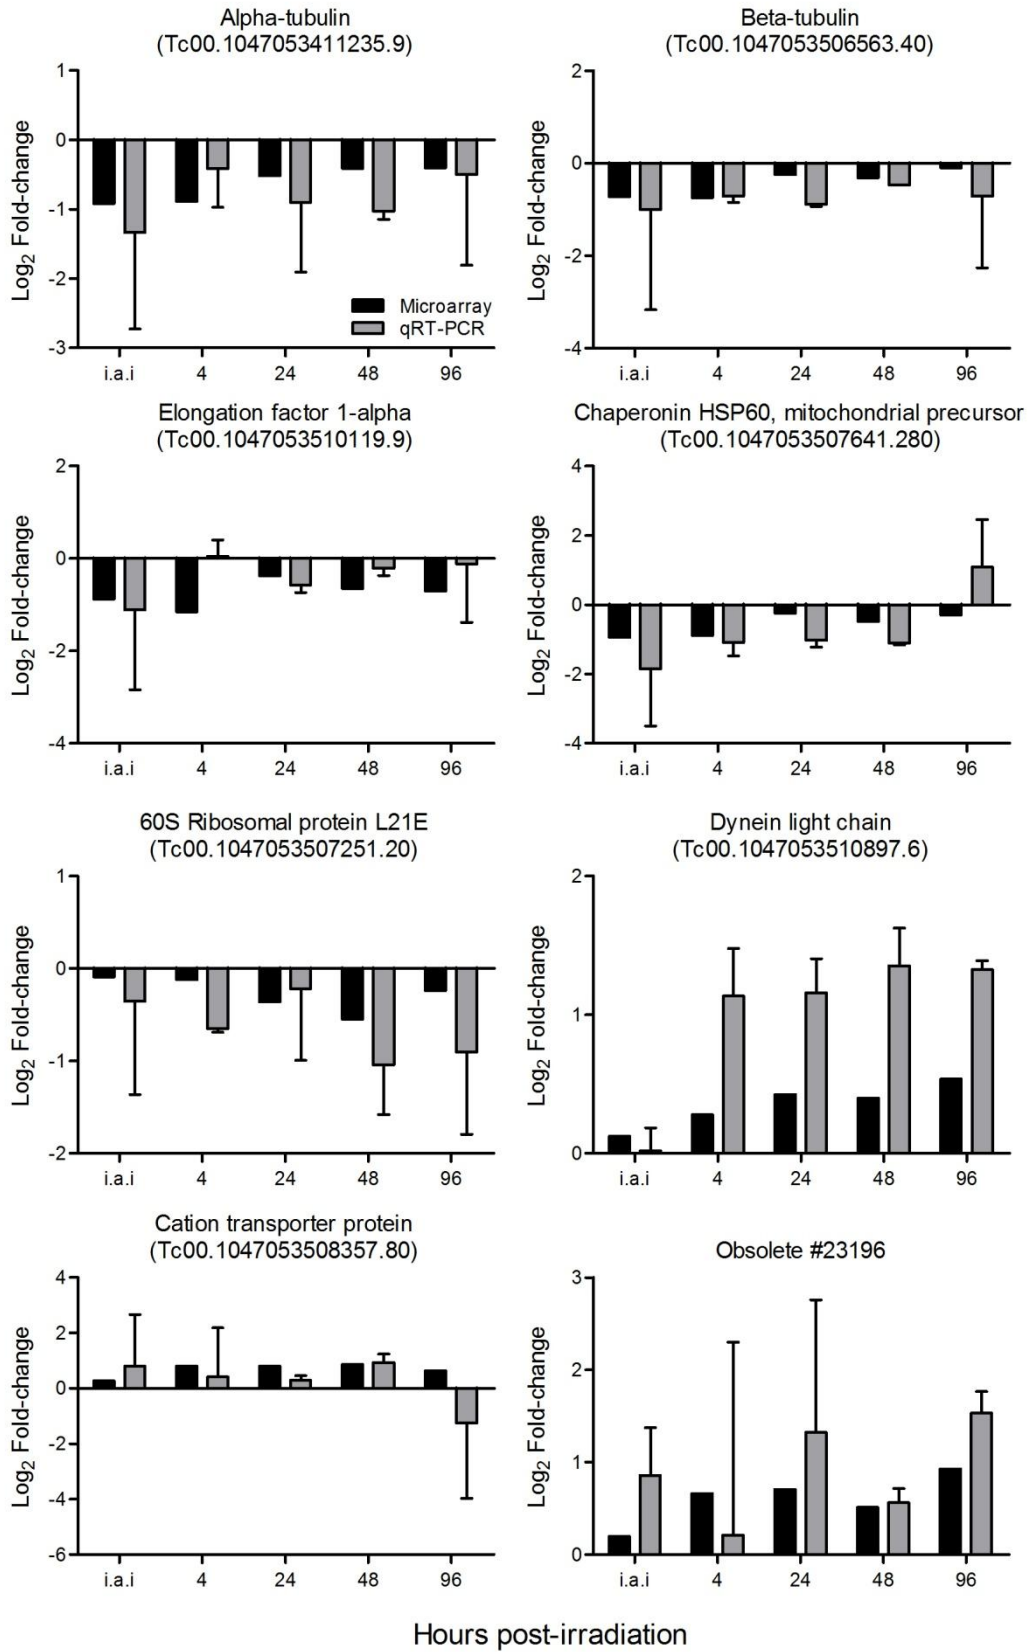 Alpha-tubulin
(Tc00.1047053411235.9)
Log2 Fold-change
1
0
-1
-2
-3
Microarray
qRT-PCR
i.a.i 4 24 48 96
Beta-tubulin
(Tc00.1047053506563.40)
Log2 Fold-change
2
0
-2
-4
i.a.i 4 24 48 96
Elongation factor 1-alpha
(Tc00.1047053510119.9)
Log2 Fold-change
2
0
-2
-4
i.a.i 4 24 48 96
Chaperonin HSP60, mitochondrial precursor
(Tc00.1047053507641.280)
Log2 Fold-change
4
2
0
-2
-4
i.a.i 4 24 48 96
60S Ribosomal protein L21E
(Tc00.1047053507251.20)
Log2 Fold-change
1
0
-1
-2
i.a.i 4 24 48 96
Dynein light chain
(Tc00.1047053510897.6)
Log2 Fold-change
2
1
0
i.a.i 4 24 48 96
Cation transporter protein
(Tc00.1047053508357.80)
Log2 Fold-change
4
2
0
-2
-4
-6
i.a.i 4 24 48 96
Obsolete #23196
Log2 Fold-change
3
2
1
0
i.a.i 4 24 48 96
Hours post-irradiation